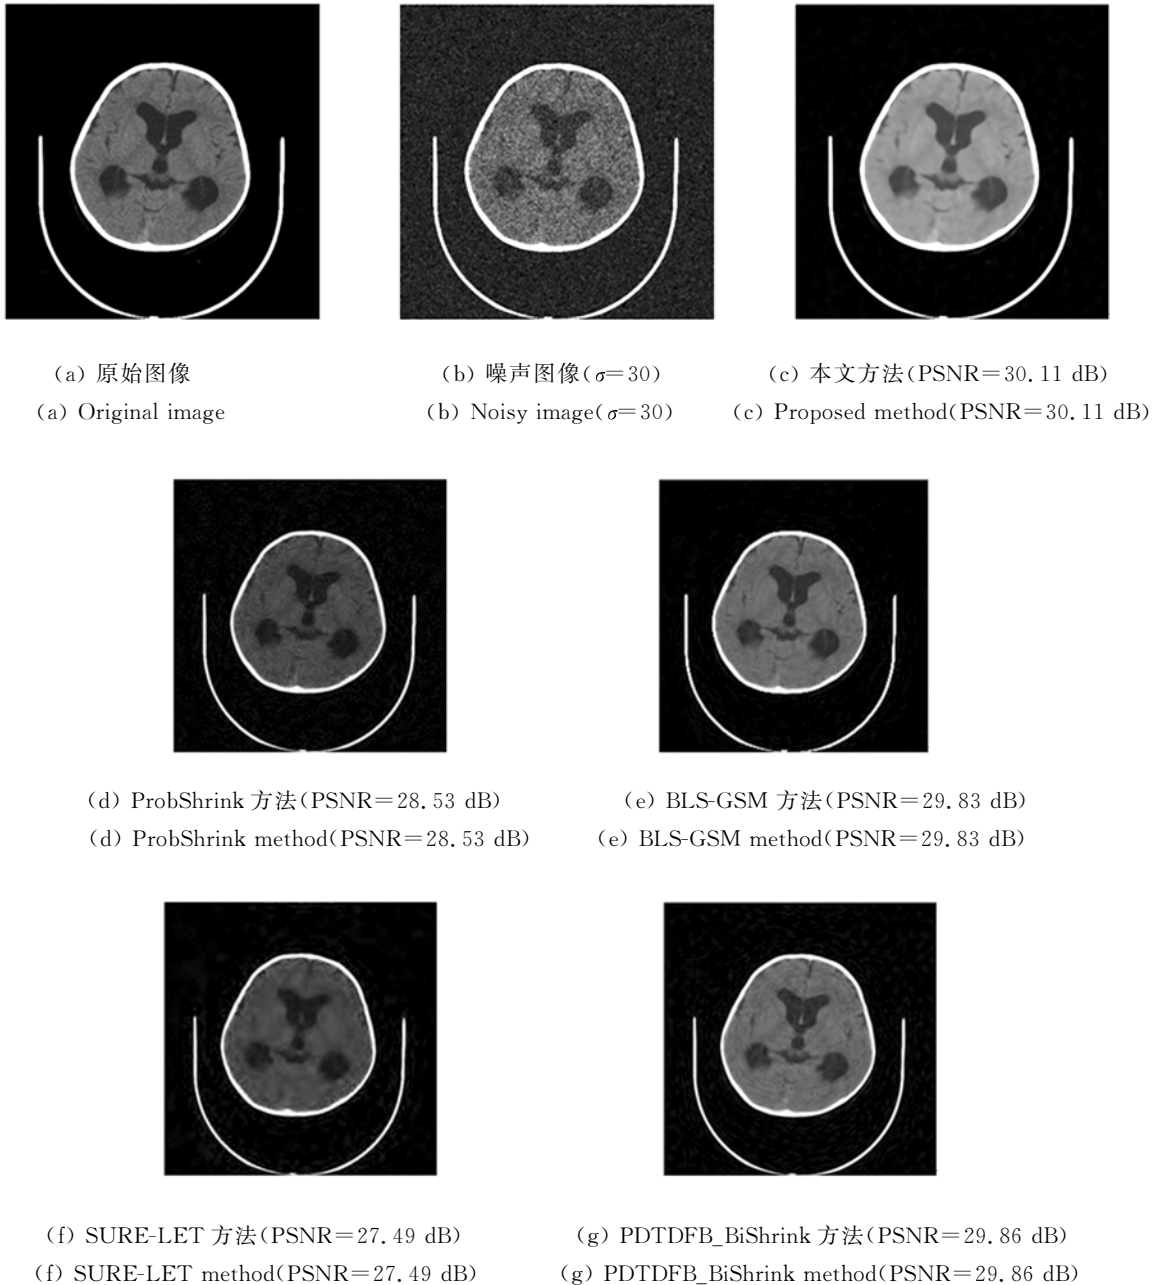 (a) 原始图像
(b) 噪声图像(σ=30)
(c) 本文方法(PSNR=30.11 dB)
(a) Original image
(b) Noisy image(σ=30)
(c) Proposed method(PSNR=30.11 dB)
(d) ProbShrink 方法(PSNR=28.53 dB)
(e) BLS-GSM 方法(PSNR=29.83 dB)
(d) ProbShrink method(PSNR=28.53 dB)
(e) BLS-GSM method(PSNR=29.83 dB)
(f) SURE-LET 方法(PSNR=27.49 dB)
(g) PDTDFB_BiShrink 方法(PSNR=29.86 dB)
(f) SURE-LET method(PSNR=27.49 dB)
(g) PDTDFB_BiShrink method(PSNR=29.86 dB)